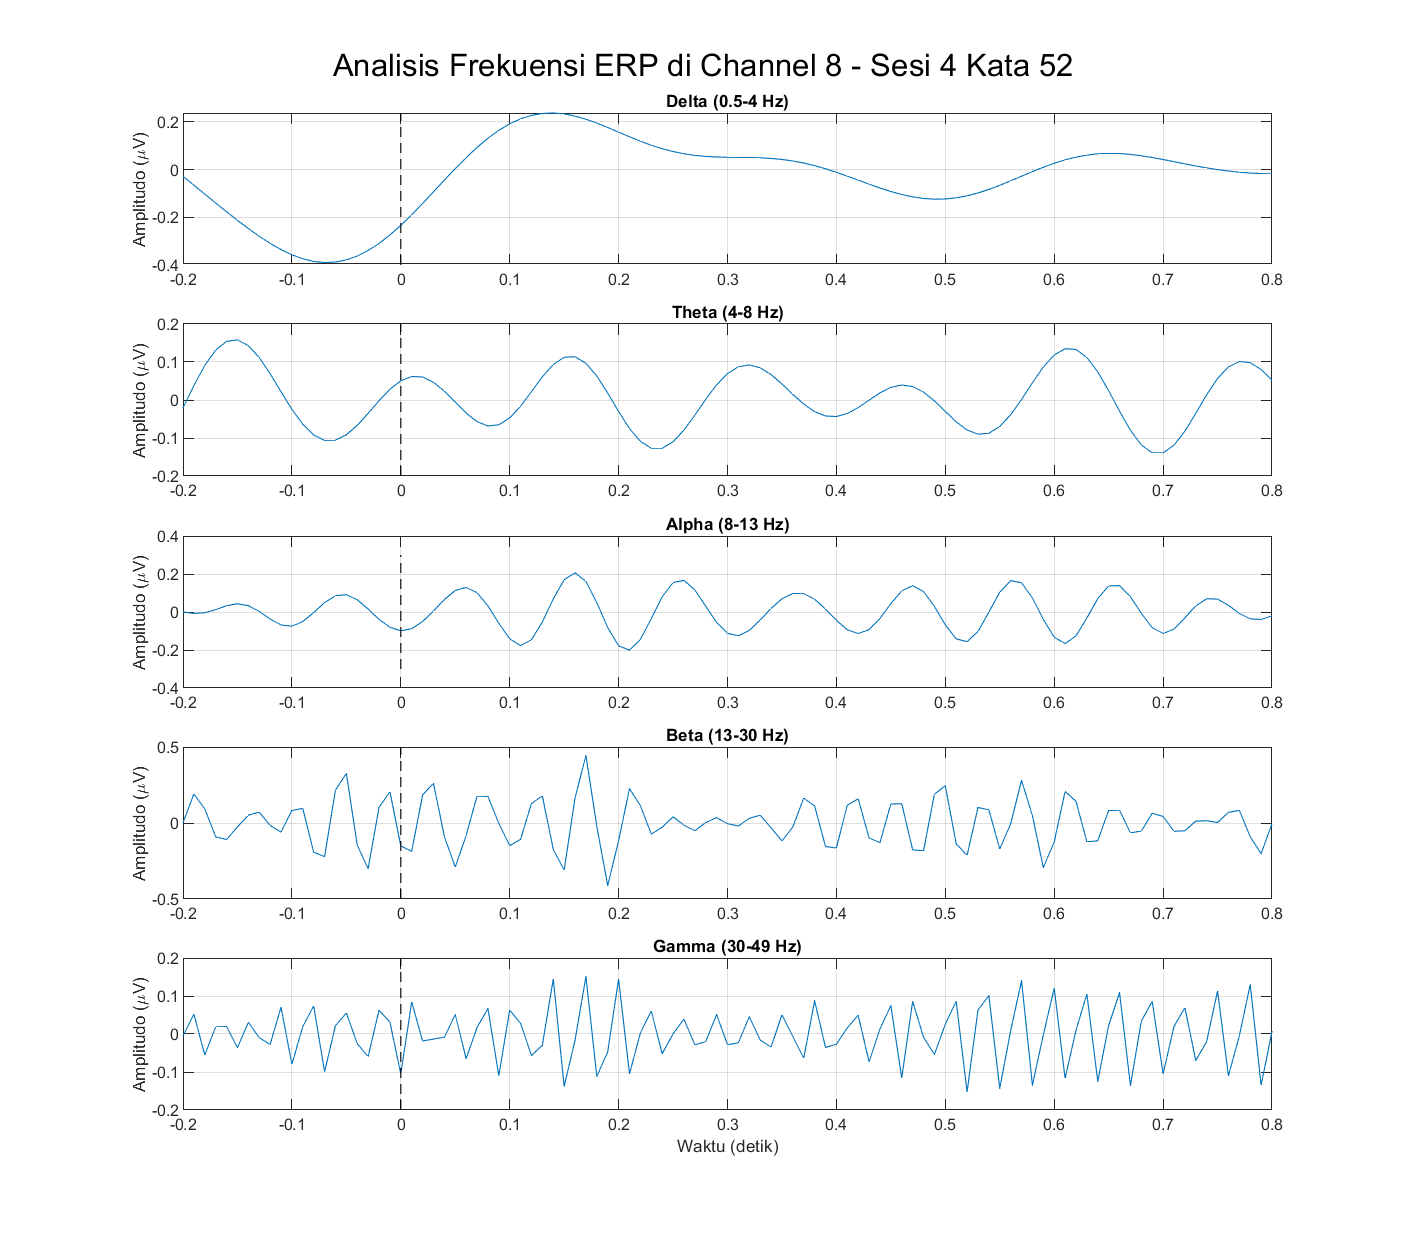 Analisis Frekuensi ERP di Channel 8 - Sesi 4 Kata 52
Delta (0.5-4 Hz)
Amplitudo (μV)
0.2
0
-0.2
-0.4
-0.2 -0.1 0 0.1 0.2 0.3 0.4 0.5 0.6 0.7 0.8
Theta (4-8 Hz)
Amplitudo (μV)
0.2
0.1
0
-0.1
-0.2
-0.2 -0.1 0 0.1 0.2 0.3 0.4 0.5 0.6 0.7 0.8
Alpha (8-13 Hz)
Amplitudo (μV)
0.4
0.2
0
-0.2
-0.4
-0.2 -0.1 0 0.1 0.2 0.3 0.4 0.5 0.6 0.7 0.8
Beta (13-30 Hz)
Amplitudo (μV)
0.5
0
-0.5
-0.2 -0.1 0 0.1 0.2 0.3 0.4 0.5 0.6 0.7 0.8
Gamma (30-49 Hz)
Amplitudo (μV)
0.2
0.1
0
-0.1
-0.2
-0.2 -0.1 0 0.1 0.2 0.3 0.4 0.5 0.6 0.7 0.8
Waktu (detik)